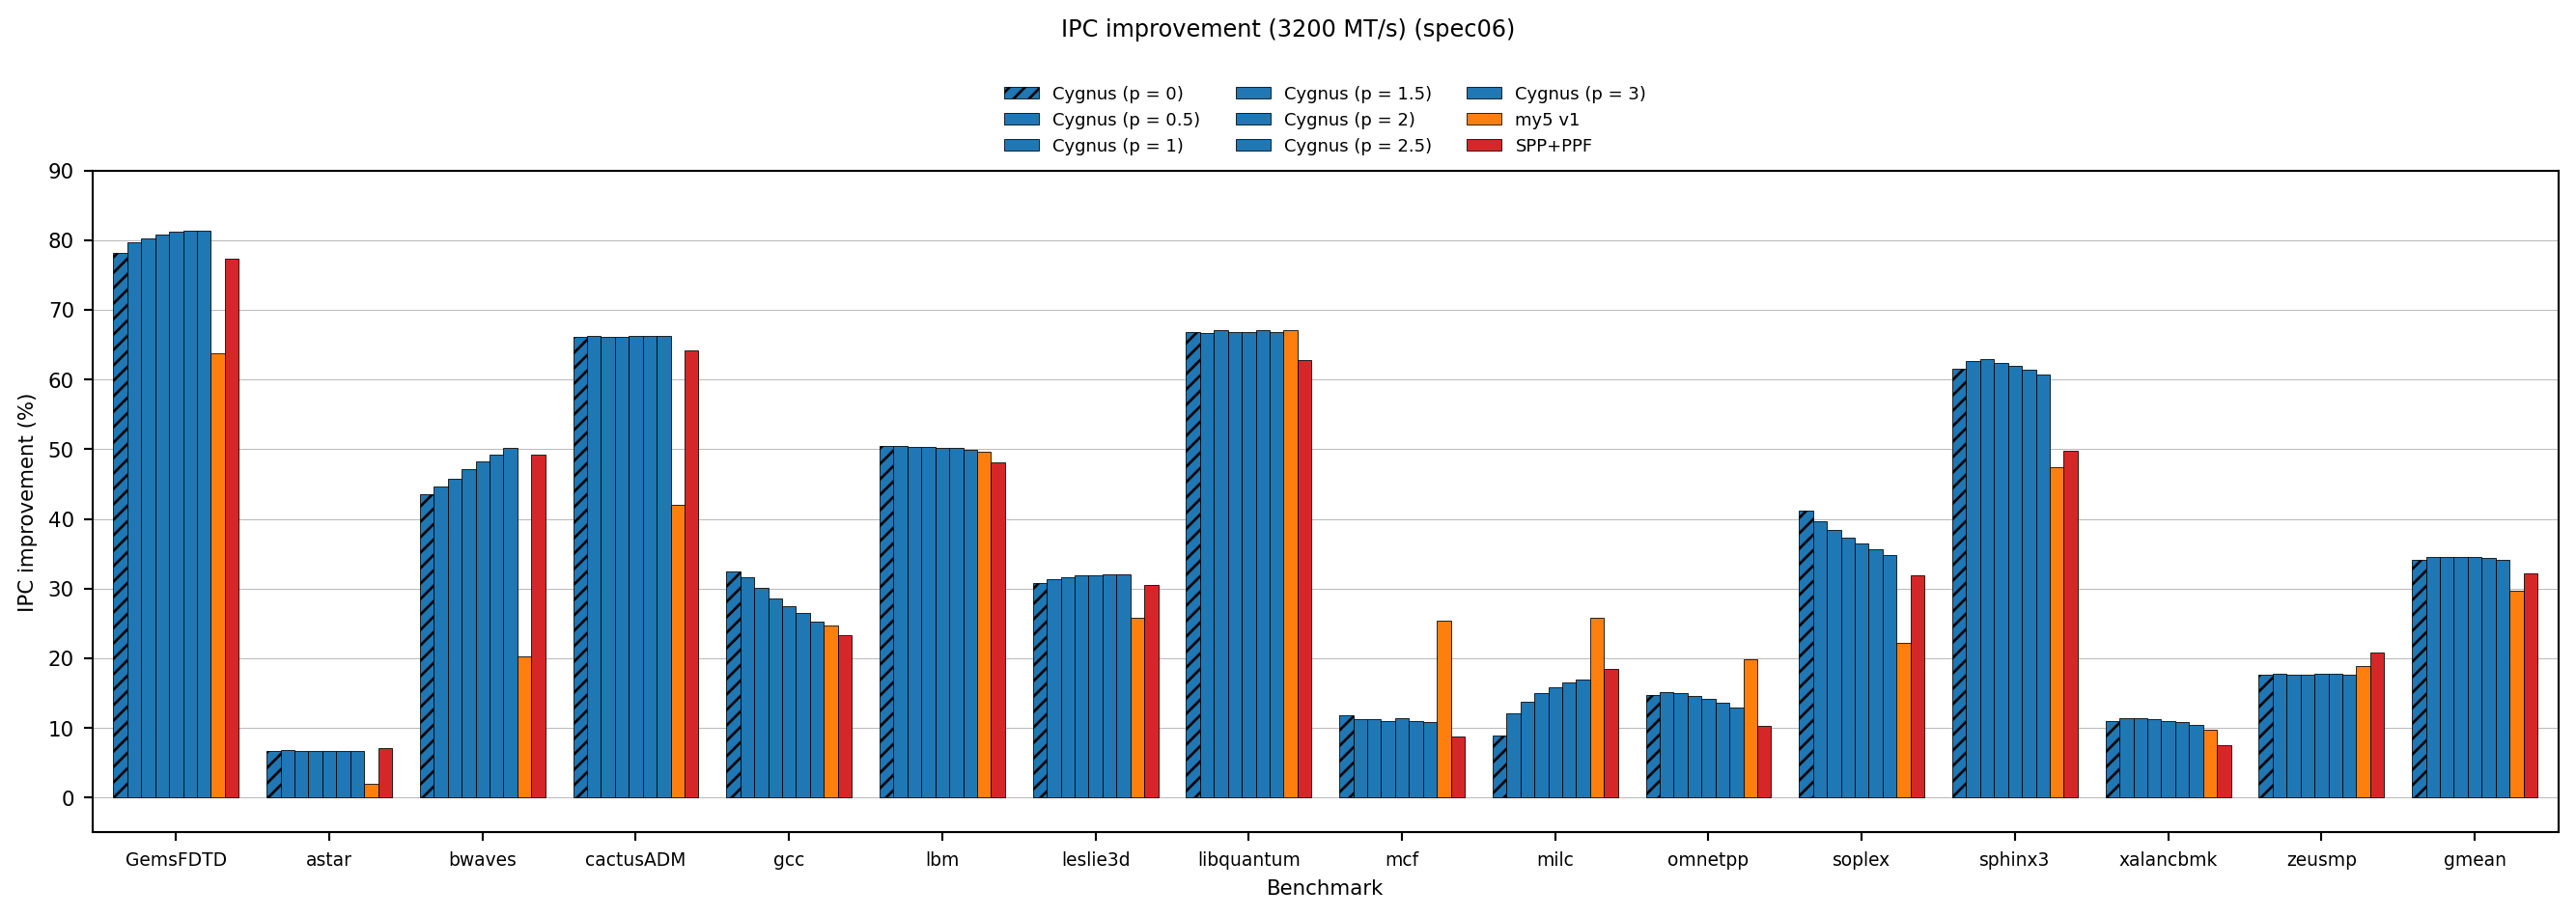 IPC improvement (3200 MT/s) (spec06)
Cygnus (p = 0)
Cygnus (p = 0.5)
Cygnus (p = 1)
Cygnus (p = 1.5)
Cygnus (p = 2)
Cygnus (p = 2.5)
Cygnus (p = 3)
my5 v1
SPP+PPF
IPC improvement (%)
90
80
70
60
50
40
30
20
10
0
GemsFDTD astar bwaves cactusADM gcc lbm leslie3d libquantum mcf milc omnetpp soplex sphinx3 xalancbmk zeusmp gmean
Benchmark